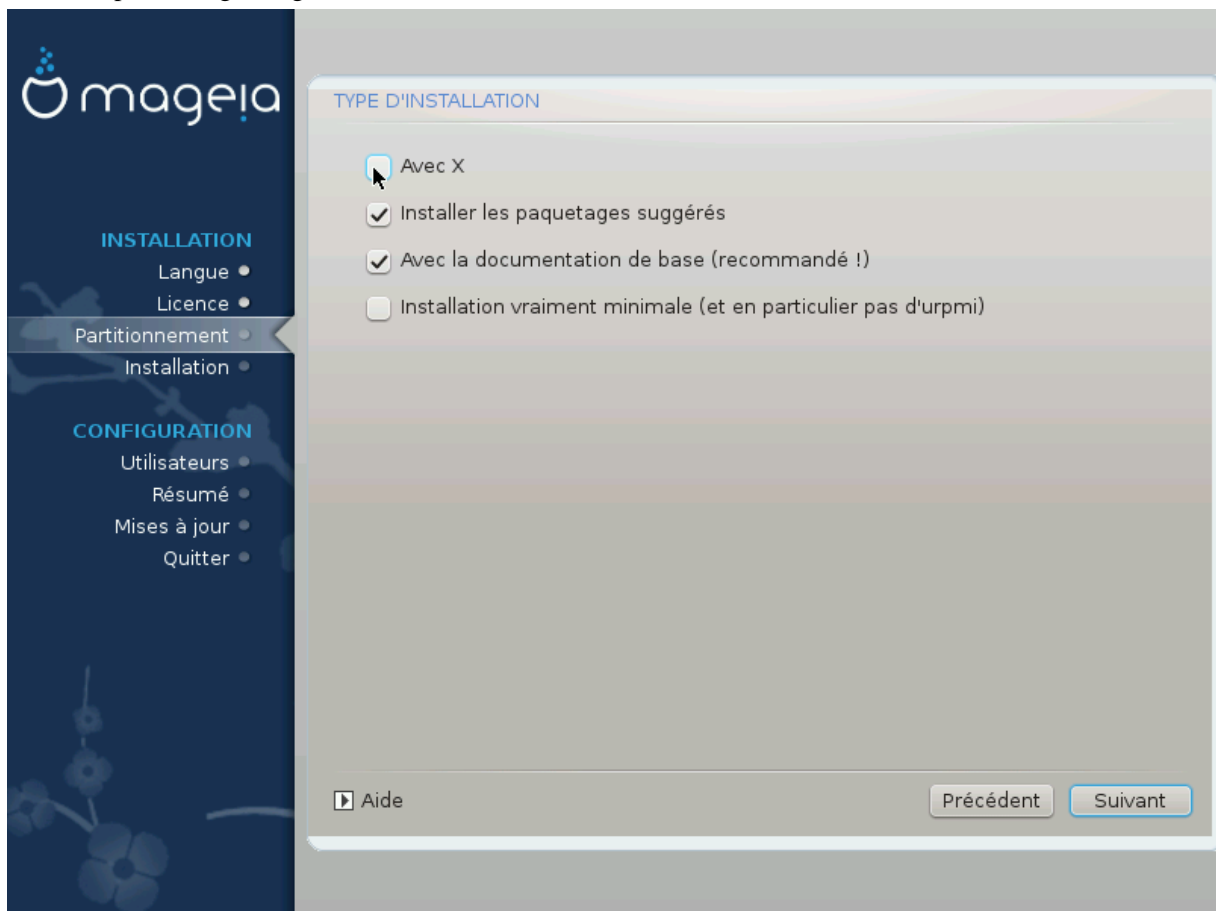 mageia
TYPE D'INSTALLATION
Avec X
Installer les paquetages suggérés
Avec la documentation de base (recommandé !)
Installation vraiment minimale (et en particulier pas d'urpmi)
INSTALLATION
Langue
Licence
Partitionnement
Installation
CONFIGURATION
Utilisateurs
Résumé
Mises à jour
Quitter
Aide
Précédent
Suivant